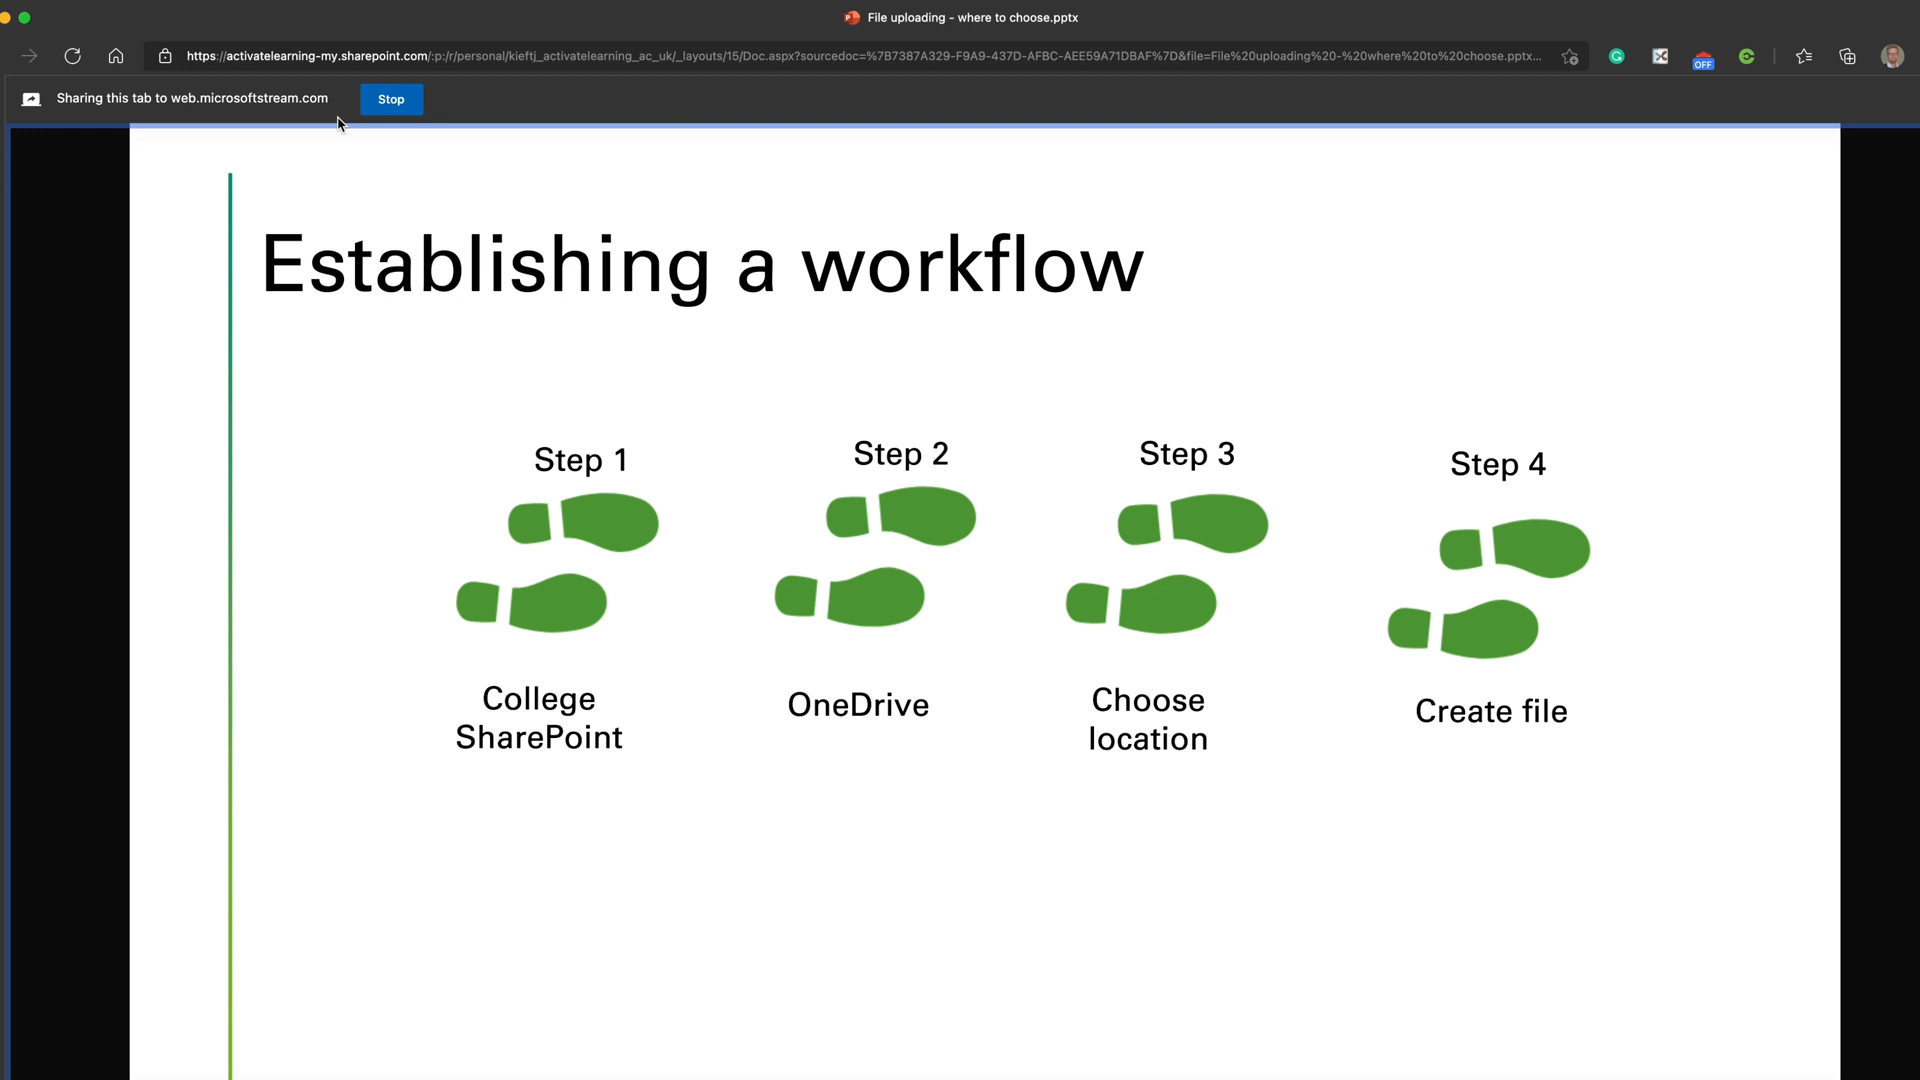 File uploading - where to choose.pptx
https://activatelearning-my.sharepoint.com/:p:/r/personal/kieftj_activatelearning_ac_uk/_layouts/15/Doc.aspx?sourcedoc=%7B7387A329-F9A9-437D-AFBC-AEE59A71DBAF%7D&file=File%20uploading%20-%20where%20to%20choose.pptx...
OFF
Sharing this tab to web.microsoftstream.com
Stop
Establishing a workflow
Step 1
Step 2
Step 3
Step 4
College
SharePoint
OneDrive
Choose
location
Create file